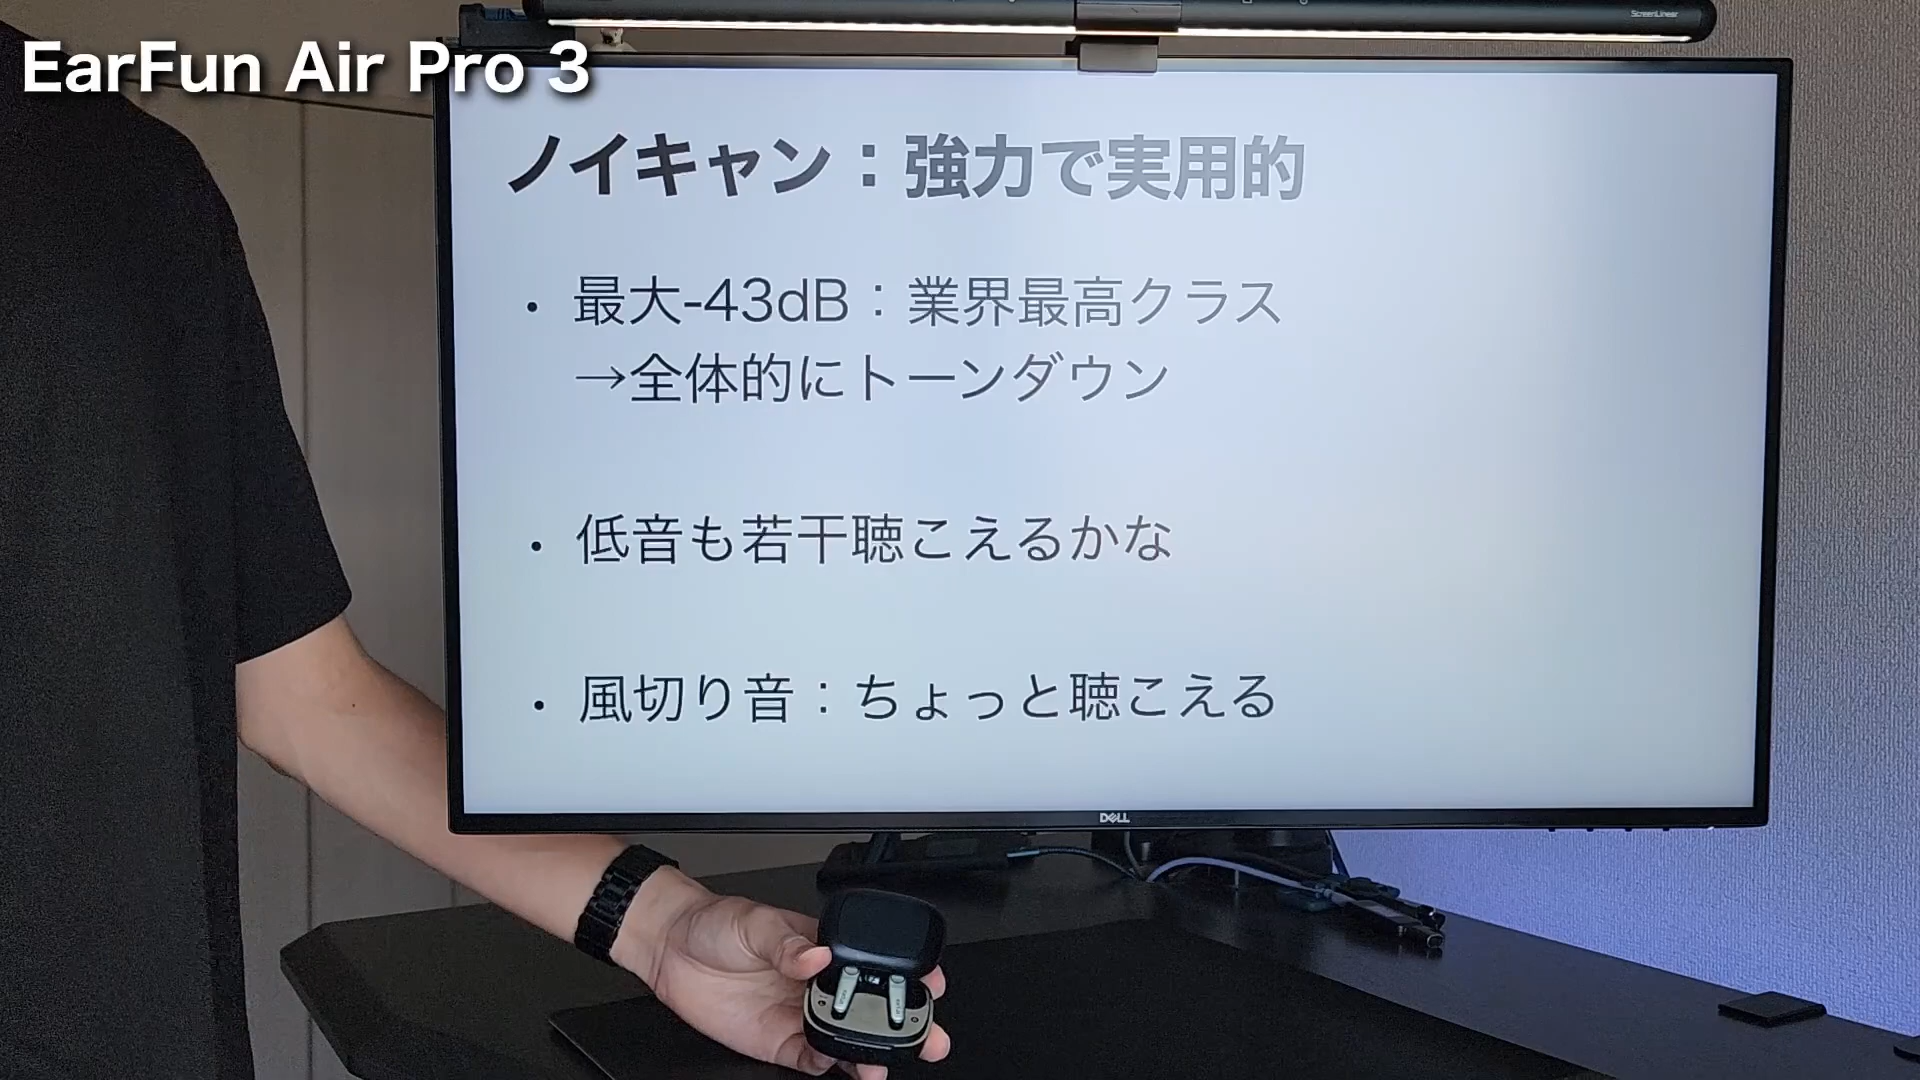 EarFun Air Pro 3
ScreenLinear
ノイキャン：強力で実用的
・最大-43dB：業界最高クラス
→全体的にトーンダウン
・低音も若干聴こえるかな
・風切り音：ちょっと聴こえる
DELL